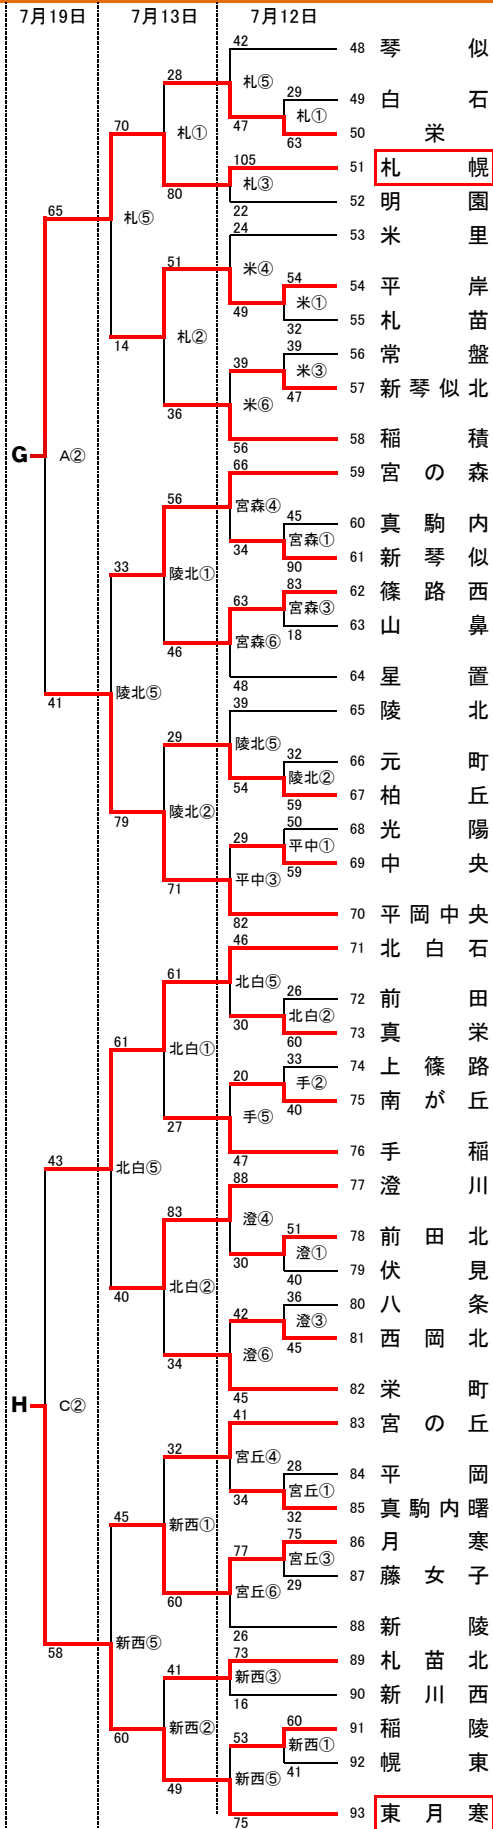 7月19日 7月13日 7月12日
42
48 琴似
札⑤
28
29
49 白石
札①
47
63
50 栄
70
札①
105
51 札幌
80
札③
22
52 明園
65
札⑤
24
53 米里
51
米④
54
54 平岸
49
米①
32
55 札苗
14
札②
39
39
56 常盤
米③
47
57 新琴似北
36
米⑥
56
58 稲積
G A②
66
59 宮の森
56
宮森④
45
60 真駒内
34
宮森①
90
61 新琴似
33
陵北①
63
83
62 篠路西
宮森③
18
63 山鼻
46
宮森⑥
48
64 星置
41
陵北⑤
39
65 陵北
29
陵北⑤
32
66 元町
54
陵北②
59
67 柏丘
79
陵北②
29
50
68 光陽
平中①
59
69 中央
71
平中③
82
70 平岡中央
46
71 北白石
61
北白⑤
26
72 前田
30
北白②
60
73 真栄
61
北白①
20
33
74 上篠路
手②
40
75 南が丘
27
手⑤
47
76 手稲
43
北白⑤
88
77 澄川
83
澄④
51
78 前田北
30
澄①
40
79 伏見
40
北白②
42
36
80 八条
澄③
45
81 西岡北
34
澄⑥
45
82 栄町
H C②
41
83 宮の丘
32
宮丘④
28
84 平岡
34
宮丘①
32
85 真駒内曙
45
新西①
77
75
86 月寒
宮丘③
29
87 藤女子
60
宮丘⑥
26
88 新陵
58
新西⑤
73
89 札苗北
41
新西③
16
90 新川西
60
新西②
53
60
91 稲陵
新西①
41
92 幌東
49
新西⑤
75
93 東月寒